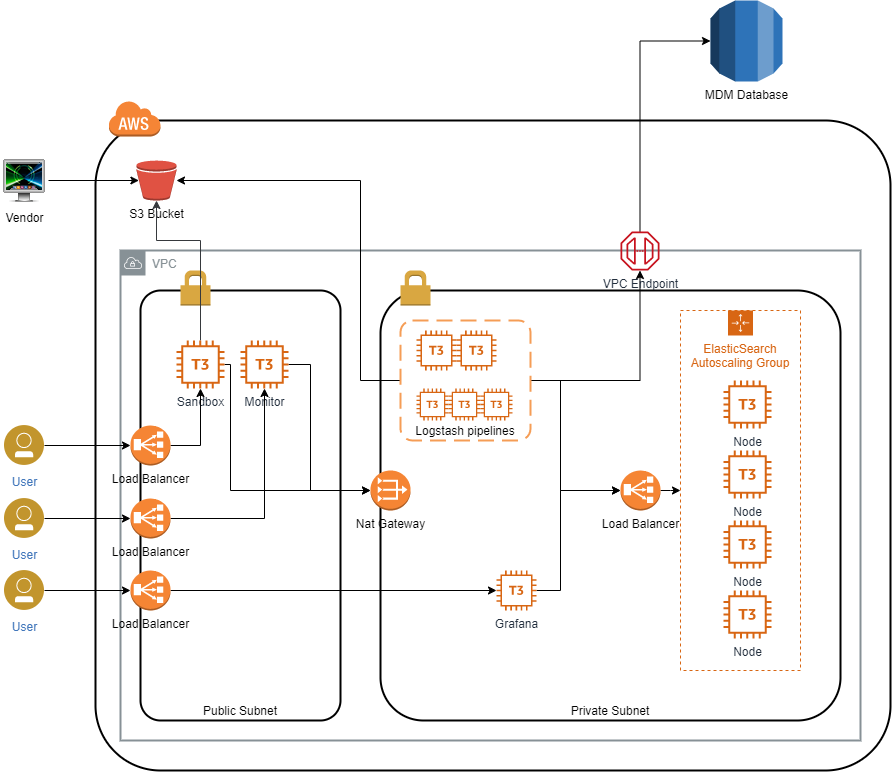 MDM Database
AWS
Vendor
S3 Bucket
VPC
VPC Endpoint
T3
T3
Sandbox
Monitor
T3
T3
T3
T3
T3
Logstash pipelines
ElasticSearch
Autoscaling Group
T3
Node
T3
Node
T3
Node
T3
Node
User
Load Balancer
User
Load Balancer
User
Load Balancer
Nat Gateway
Load Balancer
T3
Grafana
Public Subnet
Private Subnet